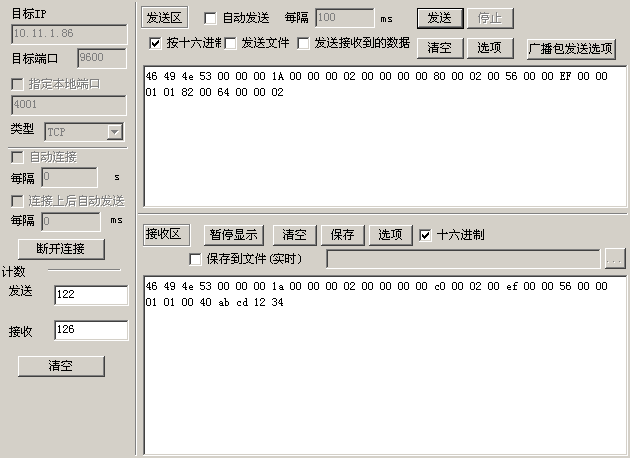 目标IP
10.11.1.86
目标端口 9600
指定本地端口
4001
类型 TCP
自动连接
每隔 0 s
连接上后自动发送
每隔 0 ms
断开连接
计数
发送 122
接收 126
清空
发送区 自动发送 每隔 100 ms 发送 停止
按十六进制 发送文件 发送接收到的数据 清空 选项 广播包发送选项
46 49 4e 53 00 00 00 1A 00 00 00 02 00 00 00 00 80 00 02 00 56 00 00 EF 00 00
01 01 82 00 64 00 00 02
接收区 暂停显示 清空 保存 选项 十六进制
保存到文件(实时) ...
46 49 4e 53 00 00 00 1a 00 00 00 02 00 00 00 00 c0 00 02 00 ef 00 00 56 00 00
01 01 00 40 ab cd 12 34